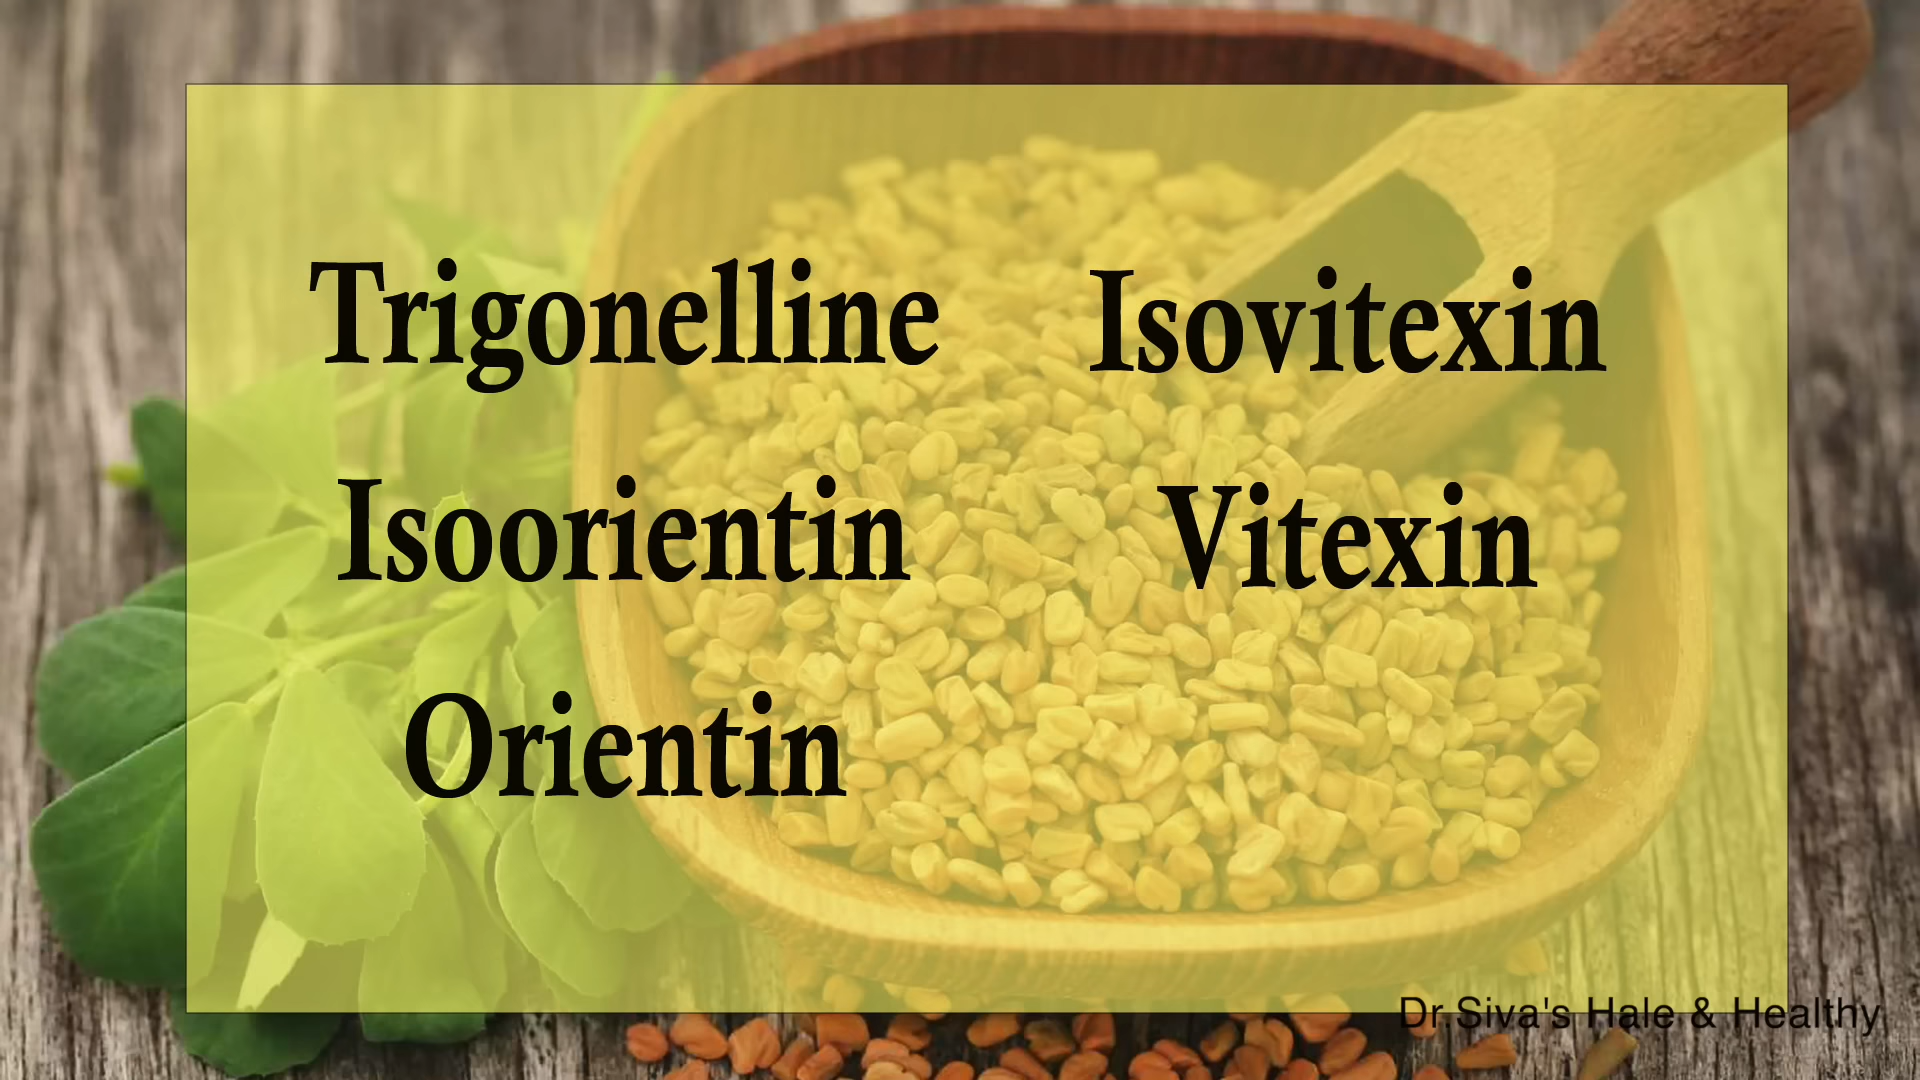 Trigonelline
Isoorientin
Orientin
Isovitexin
Vitexin
Dr.Siva's Hale & Healthy